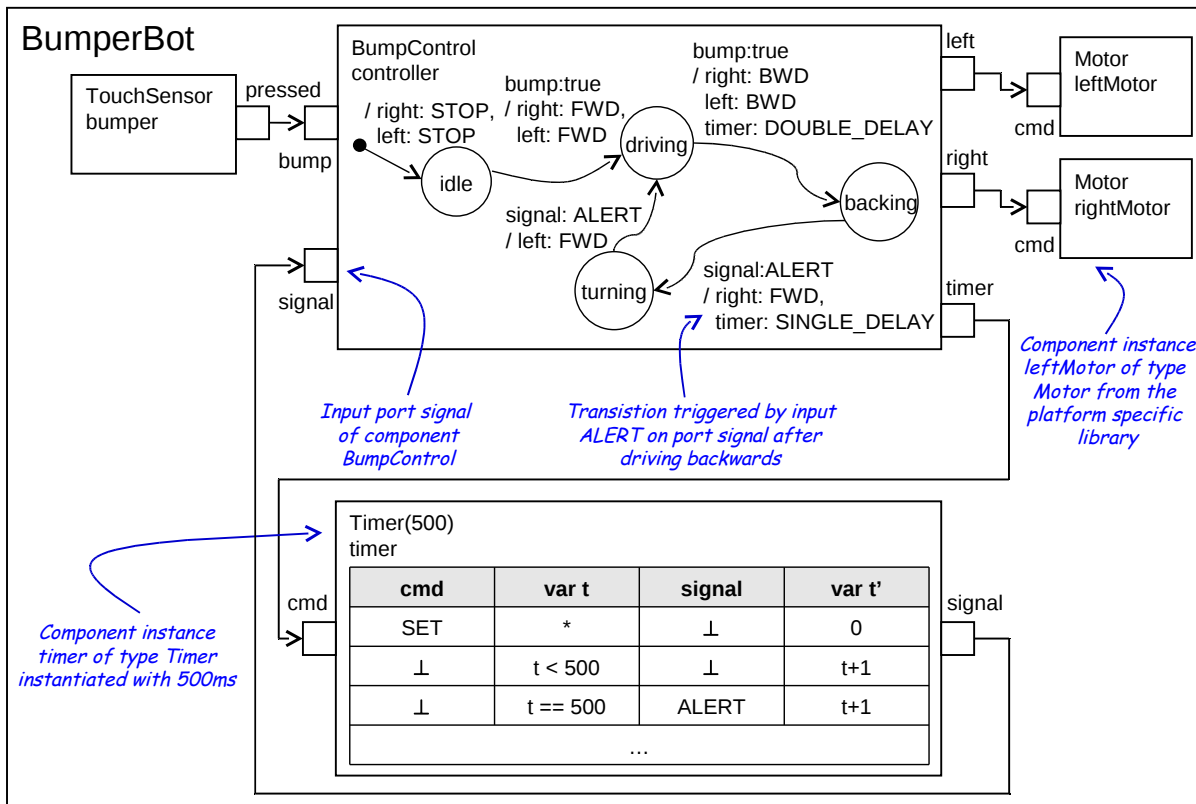 BumperBot
TouchSensor
bumper
pressed
bump
signal
BumpControl
controller
/ right: STOP,
left: STOP
idle
bump:true
/ right: FWD,
left: FWD
driving
bump:true
/ right: BWD
left: BWD
timer: DOUBLE_DELAY
backing
signal: ALERT
/ left: FWD
turning
signal:ALERT
/ right: FWD,
timer: SINGLE_DELAY
left
right
timer
Motor
leftMotor
cmd
Motor
rightMotor
cmd
Input port signal
of component
BumpControl
Transistion triggered by input
ALERT on port signal after
driving backwards
Component instance
leftMotor of type
Motor from the
platform specific
library
Component instance
timer of type Timer
instantiated with 500ms
cmd
Timer(500)
timer
cmd var t signal var t'
SET * ⊥ 0
⊥ t < 500 ⊥ t+1
⊥ t == 500 ALERT t+1
…
signal